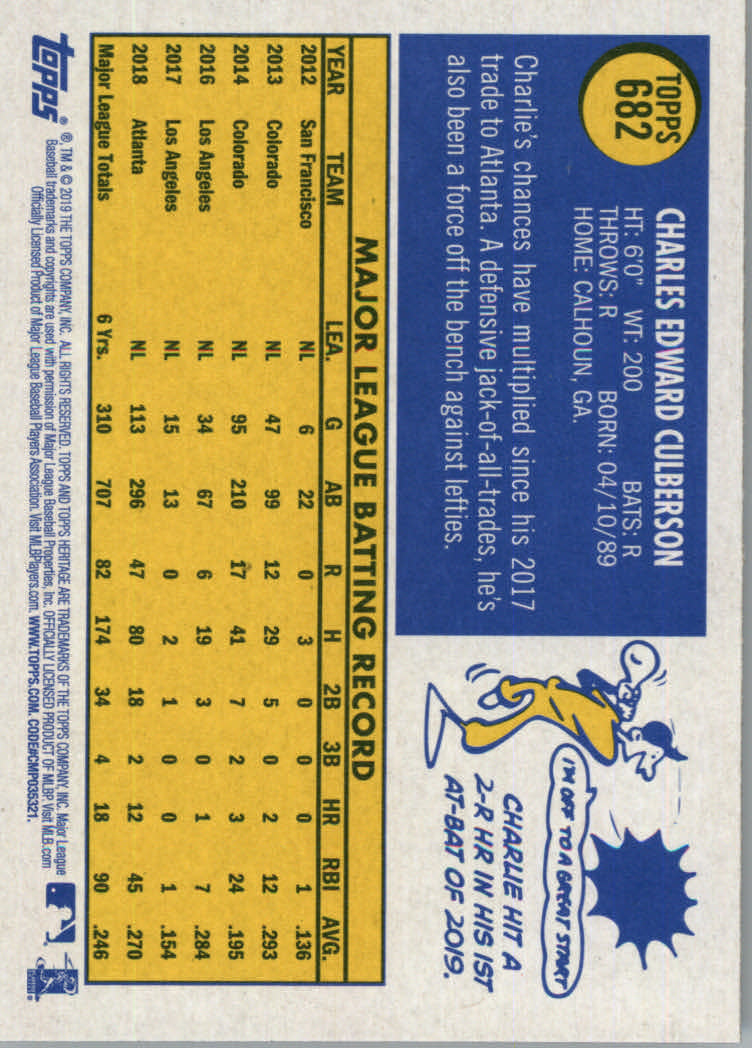 TOPPS
682
CHARLES EDWARD CULBERSON
HT: 6'0" WT: 200 BATS: R
THROWS: R BORN: 04/10/89
HOME: CALHOUN, GA.
Charlie's chances have multiplied since his 2017
trade to Atlanta. A defensive jack-of-all-trades, he's
also been a force off the bench against lefties.
I'M OFF TO A GREAT START
CHARLIE HIT A
2-R HR IN HIS 1ST
AT-BAT OF 2019.
MAJOR LEAGUE BATTING RECORD
YEAR TEAM LEA. G AB R H 2B 3B HR RBI AVG.
2012 San Francisco NL 6 22 0 3 0 0 0 1 .136
2013 Colorado NL 47 99 12 29 5 0 2 12 .293
2014 Colorado NL 95 210 17 41 7 2 3 24 .195
2016 Los Angeles NL 34 67 6 19 3 0 1 7 .284
2017 Los Angeles NL 15 13 0 2 1 0 0 1 .154
2018 Atlanta NL 113 296 47 80 18 2 12 45 .270
Major League Totals 6 Yrs. 310 707 82 174 34 4 18 90 .246
topps®
®, TM & © 2019 THE TOPPS COMPANY, INC. ALL RIGHTS RESERVED. TOPPS AND TOPPS HERITAGE ARE TRADEMARKS OF THE TOPPS COMPANY, INC. Major League
Baseball trademarks and copyrights are used with permission of Major League Baseball Properties, Inc. OFFICIALLY LICENSED PRODUCT OF MLBP. Visit MLB.com
Officially Licensed Product of Major League Baseball Players Association. Visit MLBPlayers.com. WWW.TOPPS.COM. CODE#CMP035321.